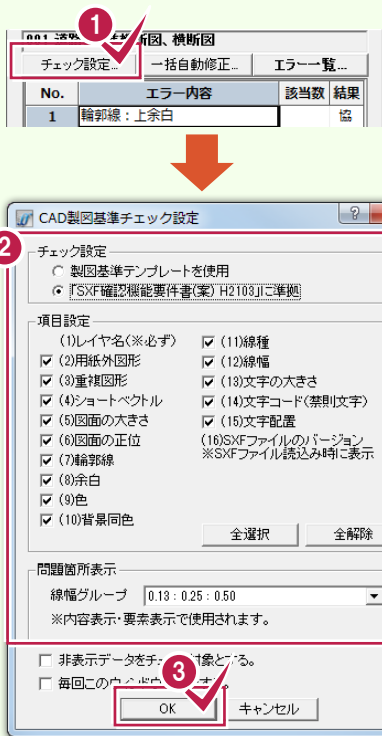 1
チェック設定... 一括自動修正... エラー一覧...
No. エラー内容 該当数 結果
1 輪郭線：上余白 協
CAD製図基準チェック設定
2
チェック設定
製図基準テンプレートを使用
「SXF確認機能要件書(案) H2103」に準拠
項目設定
(1)レイヤ名(※必ず) (11)線種
(2)用紙外図形 (12)線幅
(3)重複図形 (13)文字の大きさ
(4)ショートベクトル (14)文字コード(禁則文字)
(5)図面の大きさ (15)文字配置
(6)図面の正位 (16)SXFファイルのバージョン
(7)輪郭線 ※SXFファイル読込み時に表示
(8)余白
(9)色
(10)背景同色
全選択 全解除
問題箇所表示
線幅グループ 0.13 : 0.25 : 0.50
※内容表示・要素表示で使用されます。
非表示データをチ 対象とする。
毎回このウィンドウ
3
OK キャンセル